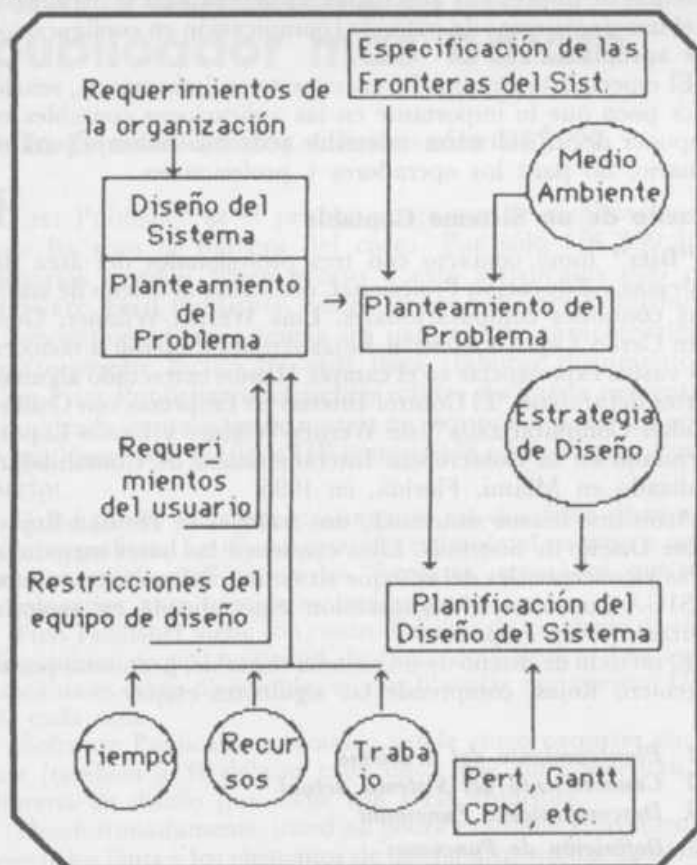 Requerimientos de
la organización
Especificación de las
Fronteras del Sist.
Medio
Ambiente
Diseño del
Sistema
Planteamiento
del
Problema
Planteamiento del
Problema
Requeri
mientos
del usuario
Estrategia
de Diseño
Restricciones del
equipo de diseño
Planificación del
Diseño del Sistema
Tiempo
Recur
sos
Traba
jo
Pert. Gantt
CPM, etc.